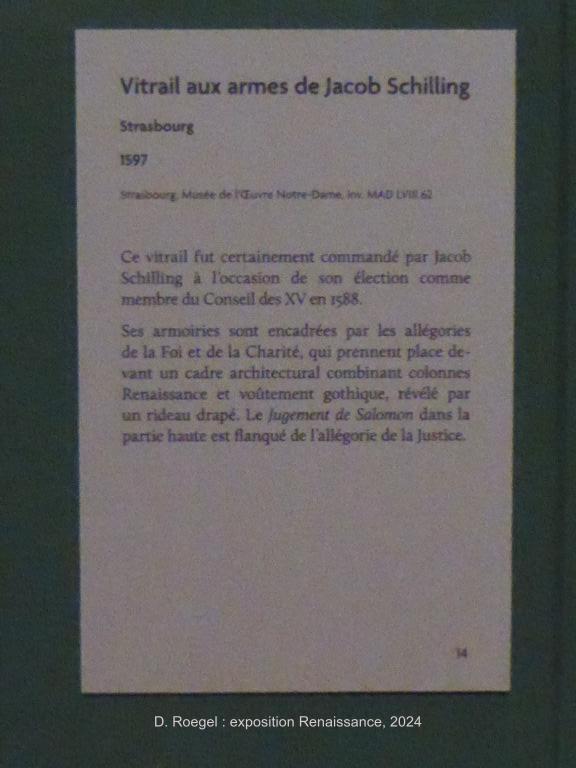 Vitrail aux armes de Jacob Schilling
Strasbourg
1597
Strasbourg, Musée de l'Œuvre Notre-Dame, inv. MAD LVIII.62
Ce vitrail fut certainement commandé par Jacob
Schilling à l'occasion de son élection comme
membre du Conseil des XV en 1588.
Ses armoiries sont encadrées par les allégories
de la Foi et de la Charité, qui prennent place de-
vant un cadre architectural combinant colonnes
Renaissance et voûtement gothique, révélé par
un rideau drapé. Le Jugement de Salomon dans la
partie haute est flanqué de l'allégorie de la Justice.
14
D. Roegel : exposition Renaissance, 2024